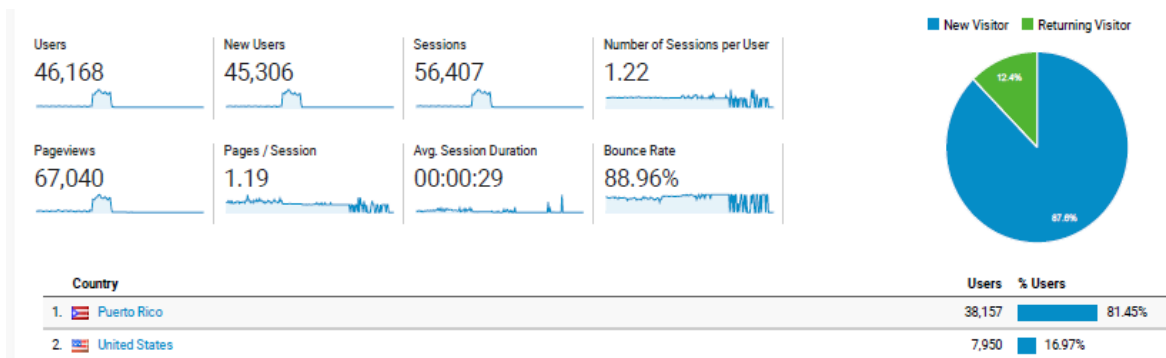 New Visitor Returning Visitor
Users New Users Sessions Number of Sessions per User
46,168 45,306 56,407 1.22
12.4%
Pageviews Pages / Session Avg. Session Duration Bounce Rate
67,040 1.19 00:00:29 88.96%
87.6%
Country Users % Users
1. Puerto Rico 38,157 81.45%
2. United States 7,950 16.97%